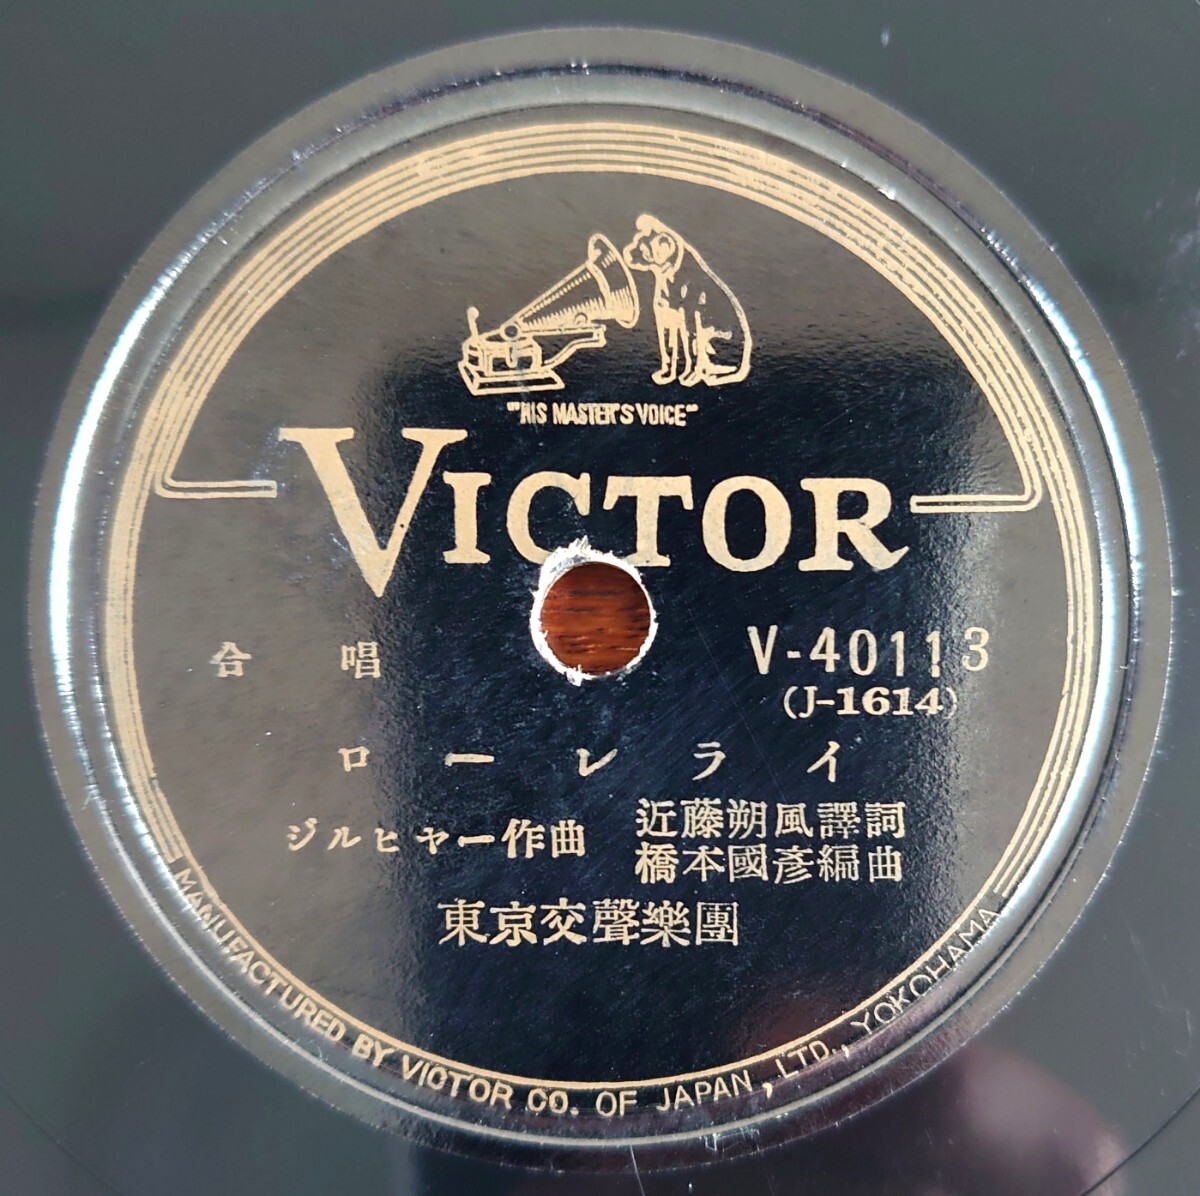 "HIS MASTER'S VOICE"
VICTOR
合唱
V-40113
(J-1614)
ローレライ
ジルヒヤー作曲
近藤朔風譯詞
橋本國彦編曲
東京交聲樂團
MANUFACTURED BY VICTOR CO. OF JAPAN, LTD., YOKOHAMA